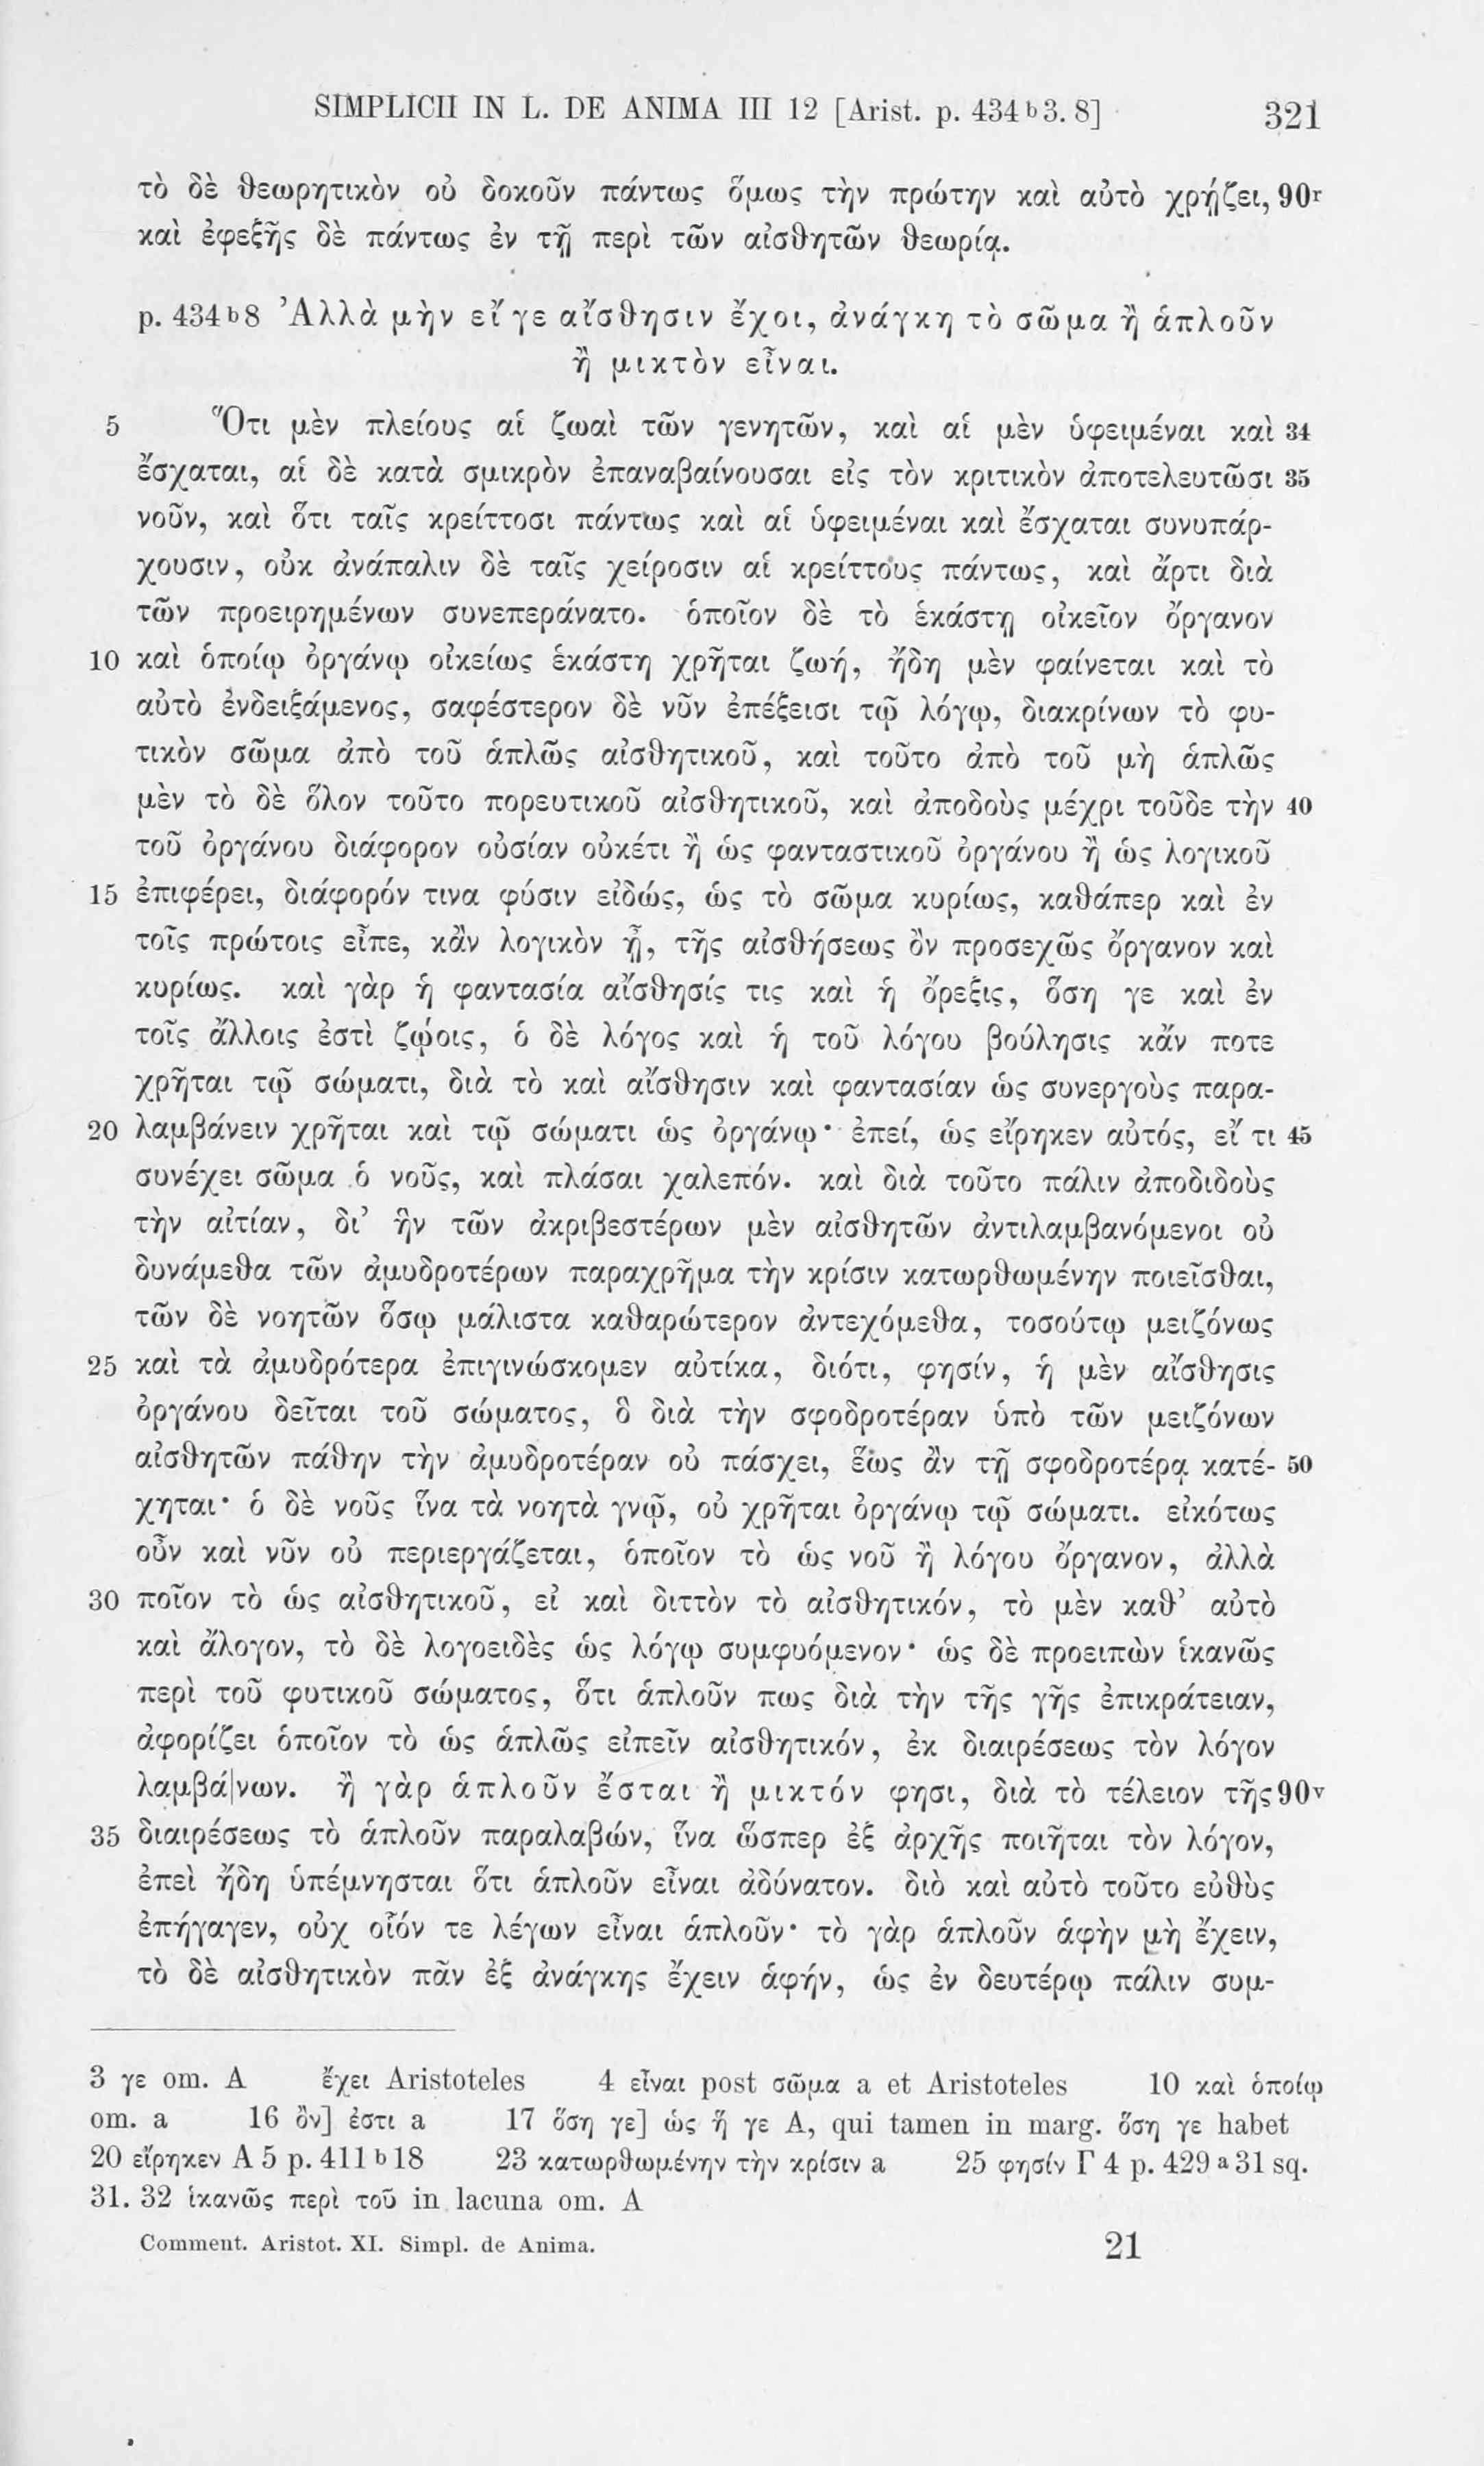 SIMPLICII IN L. DE ANIMA III 12 [Arist. p. 434 b 3. 8] 321
τὸ δὲ θεωρητικὸν οὐ δοκοῦν πάντως ὅμως τὴν πρώτην καὶ αὐτὸ χρῄζει, 90r
καὶ ἐφεξῆς δὲ πάντως ἐν τῇ περὶ τῶν αἰσθητῶν θεωρίᾳ.
p. 434 b 8 Ἀλλὰ μὴν εἴ γε αἴσθησιν ἔχοι, ἀνάγκη τὸ σῶμα ἢ ἁπλοῦν
ἢ μικτὸν εἶναι.
5 Ὅτι μὲν πλείους αἱ ζωαὶ τῶν γενητῶν, καὶ αἱ μὲν ὑφειμέναι καὶ 34
ἔσχαται, αἱ δὲ κατὰ σμικρὸν ἐπαναβαίνουσαι εἰς τὸν κριτικὸν ἀποτελευτῶσι 35
νοῦν, καὶ ὅτι ταῖς κρείττοσι πάντως καὶ αἱ ὑφειμέναι καὶ ἔσχαται συνυπάρ-
χουσιν, οὐκ ἀνάπαλιν δὲ ταῖς χείροσιν αἱ κρείττους πάντως, καὶ ἄρτι διὰ
τῶν προειρημένων συνεπεράνατο. ὁποῖον δὲ τὸ ἑκάστῃ οἰκεῖον ὄργανον
10 καὶ ὁποίῳ ὀργάνῳ οἰκείως ἑκάστη χρῆται ζωή, ἤδη μὲν φαίνεται καὶ τὸ
αὐτὸ ἐνδειξάμενος, σαφέστερον δὲ νῦν ἐπέξεισι τῷ λόγῳ, διακρίνων τὸ φυ-
τικὸν σῶμα ἀπὸ τοῦ ἁπλῶς αἰσθητικοῦ, καὶ τοῦτο ἀπὸ τοῦ μὴ ἁπλῶς
μὲν τὸ δὲ ὅλον τοῦτο πορευτικοῦ αἰσθητικοῦ, καὶ ἀποδοὺς μέχρι τοῦδε τὴν 40
τοῦ ὀργάνου διάφορον οὐσίαν οὐκέτι ἢ ὡς φανταστικοῦ ὀργάνου ἢ ὡς λογικοῦ
15 ἐπιφέρει, διάφορόν τινα φύσιν εἰδώς, ὡς τὸ σῶμα κυρίως, καθάπερ καὶ ἐν
τοῖς πρώτοις εἶπε, κἂν λογικὸν ᾖ, τῆς αἰσθήσεως ὂν προσεχῶς ὄργανον καὶ
κυρίως. καὶ γὰρ ἡ φαντασία αἴσθησίς τις καὶ ἡ ὄρεξις, ὅση γε καὶ ἐν
τοῖς ἄλλοις ἐστὶ ζῴοις, ὁ δὲ λόγος καὶ ἡ τοῦ λόγου βούλησις κἄν ποτε
χρῆται τῷ σώματι, διὰ τὸ καὶ αἴσθησιν καὶ φαντασίαν ὡς συνεργοὺς παρα-
20 λαμβάνειν χρῆται καὶ τῷ σώματι ὡς ὀργάνῳ· ἐπεί, ὡς εἴρηκεν αὐτός, εἴ τι 45
συνέχει σῶμα ὁ νοῦς, καὶ πλάσαι χαλεπόν. καὶ διὰ τοῦτο πάλιν ἀποδιδοὺς
τὴν αἰτίαν, δι’ ἣν τῶν ἀκριβεστέρων μὲν αἰσθητῶν ἀντιλαμβανόμενοι οὐ
δυνάμεθα τῶν ἀμυδροτέρων παραχρῆμα τὴν κρίσιν κατωρθωμένην ποιεῖσθαι,
τῶν δὲ νοητῶν ὅσῳ μάλιστα καθαρώτερον ἀντεχόμεθα, τοσούτῳ μειζόνως
25 καὶ τὰ ἀμυδρότερα ἐπιγινώσκομεν αὐτίκα, διότι, φησίν, ἡ μὲν αἴσθησις
ὀργάνου δεῖται τοῦ σώματος, ὃ διὰ τὴν σφοδροτέραν ὑπὸ τῶν μειζόνων
αἰσθητῶν πάθην τὴν ἀμυδροτέραν οὐ πάσχει, ἕως ἂν τῇ σφοδροτέρᾳ κατέ- 50
χηται· ὁ δὲ νοῦς ἵνα τὰ νοητὰ γνῷ, οὐ χρῆται ὀργάνῳ τῷ σώματι. εἰκότως
οὖν καὶ νῦν οὐ περιεργάζεται, ὁποῖον τὸ ὡς νοῦ ἢ λόγου ὄργανον, ἀλλὰ
30 ποῖον τὸ ὡς αἰσθητικοῦ, εἰ καὶ διττὸν τὸ αἰσθητικόν, τὸ μὲν καθ’ αὑτὸ
καὶ ἄλογον, τὸ δὲ λογοειδὲς ὡς λόγῳ συμφυόμενον· ὡς δὲ προειπὼν ἱκανῶς
περὶ τοῦ φυτικοῦ σώματος, ὅτι ἁπλοῦν πως διὰ τὴν τῆς γῆς ἐπικράτειαν,
ἀφορίζει ὁποῖον τὸ ὡς ἁπλῶς εἰπεῖν αἰσθητικόν, ἐκ διαιρέσεως τὸν λόγον
λαμβά|νων. ἢ γὰρ ἁπλοῦν ἔσται ἢ μικτόν φησι, διὰ τὸ τέλειον τῆς 90v
35 διαιρέσεως τὸ ἁπλοῦν παραλαβών, ἵνα ὥσπερ ἐξ ἀρχῆς ποιῆται τὸν λόγον,
ἐπεὶ ἤδη ὑπέμνησται ὅτι ἁπλοῦν εἶναι ἀδύνατον. διὸ καὶ αὐτὸ τοῦτο εὐθὺς
ἐπήγαγεν, οὐχ οἷόν τε λέγων εἶναι ἁπλοῦν· τὸ γὰρ ἁπλοῦν ἁφὴν μὴ ἔχειν,
τὸ δὲ αἰσθητικὸν πᾶν ἐξ ἀνάγκης ἔχειν ἁφήν, ὡς ἐν δευτέρῳ πάλιν συμ-
3 γε om. A ἔχει Aristoteles 4 εἶναι post σῶμα a et Aristoteles 10 καὶ ὁποίῳ
om. a 16 ὂν] ἐστι a 17 ὅση γε] ὡς ἥ γε A, qui tamen in marg. ὅση γε habet
20 εἴρηκεν A 5 p. 411 b 18 23 κατωρθωμένην τὴν κρίσιν a 25 φησίν Γ 4 p. 429 a 31 sq.
31. 32 ἱκανῶς περὶ τοῦ in lacuna om. A
Comment. Aristot. XI. Simpl. de Anima. 21